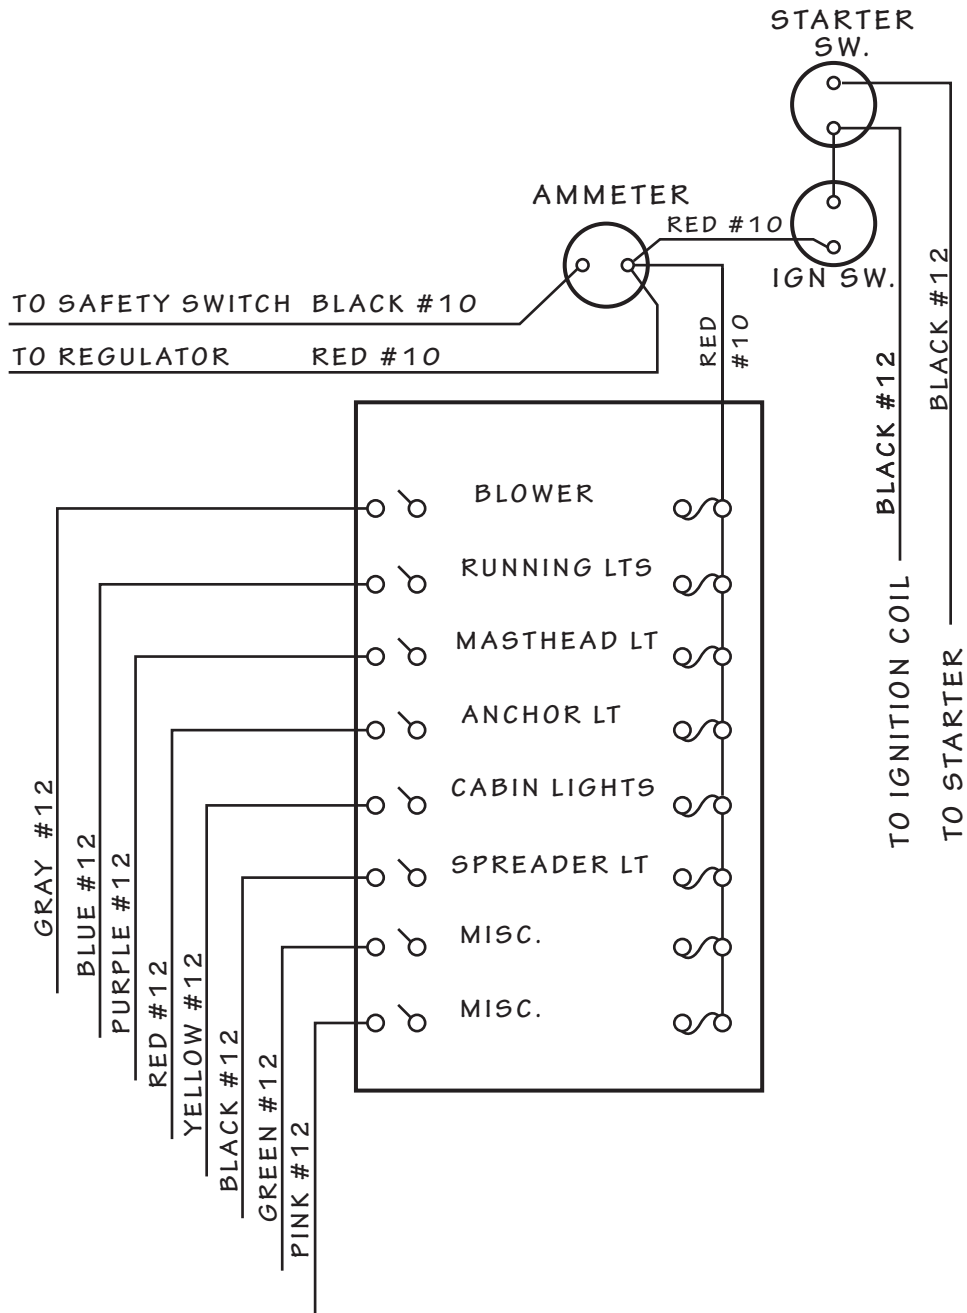 STARTER
SW.
AMMETER
RED #10
IGN SW.
TO SAFETY SWITCH BLACK #10
TO REGULATOR RED #10
RED
#10
BLACK #12
BLACK #12
TO IGNITION COIL
TO STARTER
BLOWER
RUNNING LTS
MASTHEAD LT
ANCHOR LT
CABIN LIGHTS
SPREADER LT
MISC.
MISC.
GRAY #12
BLUE #12
PURPLE #12
RED #12
YELLOW #12
BLACK #12
GREEN #12
PINK #12